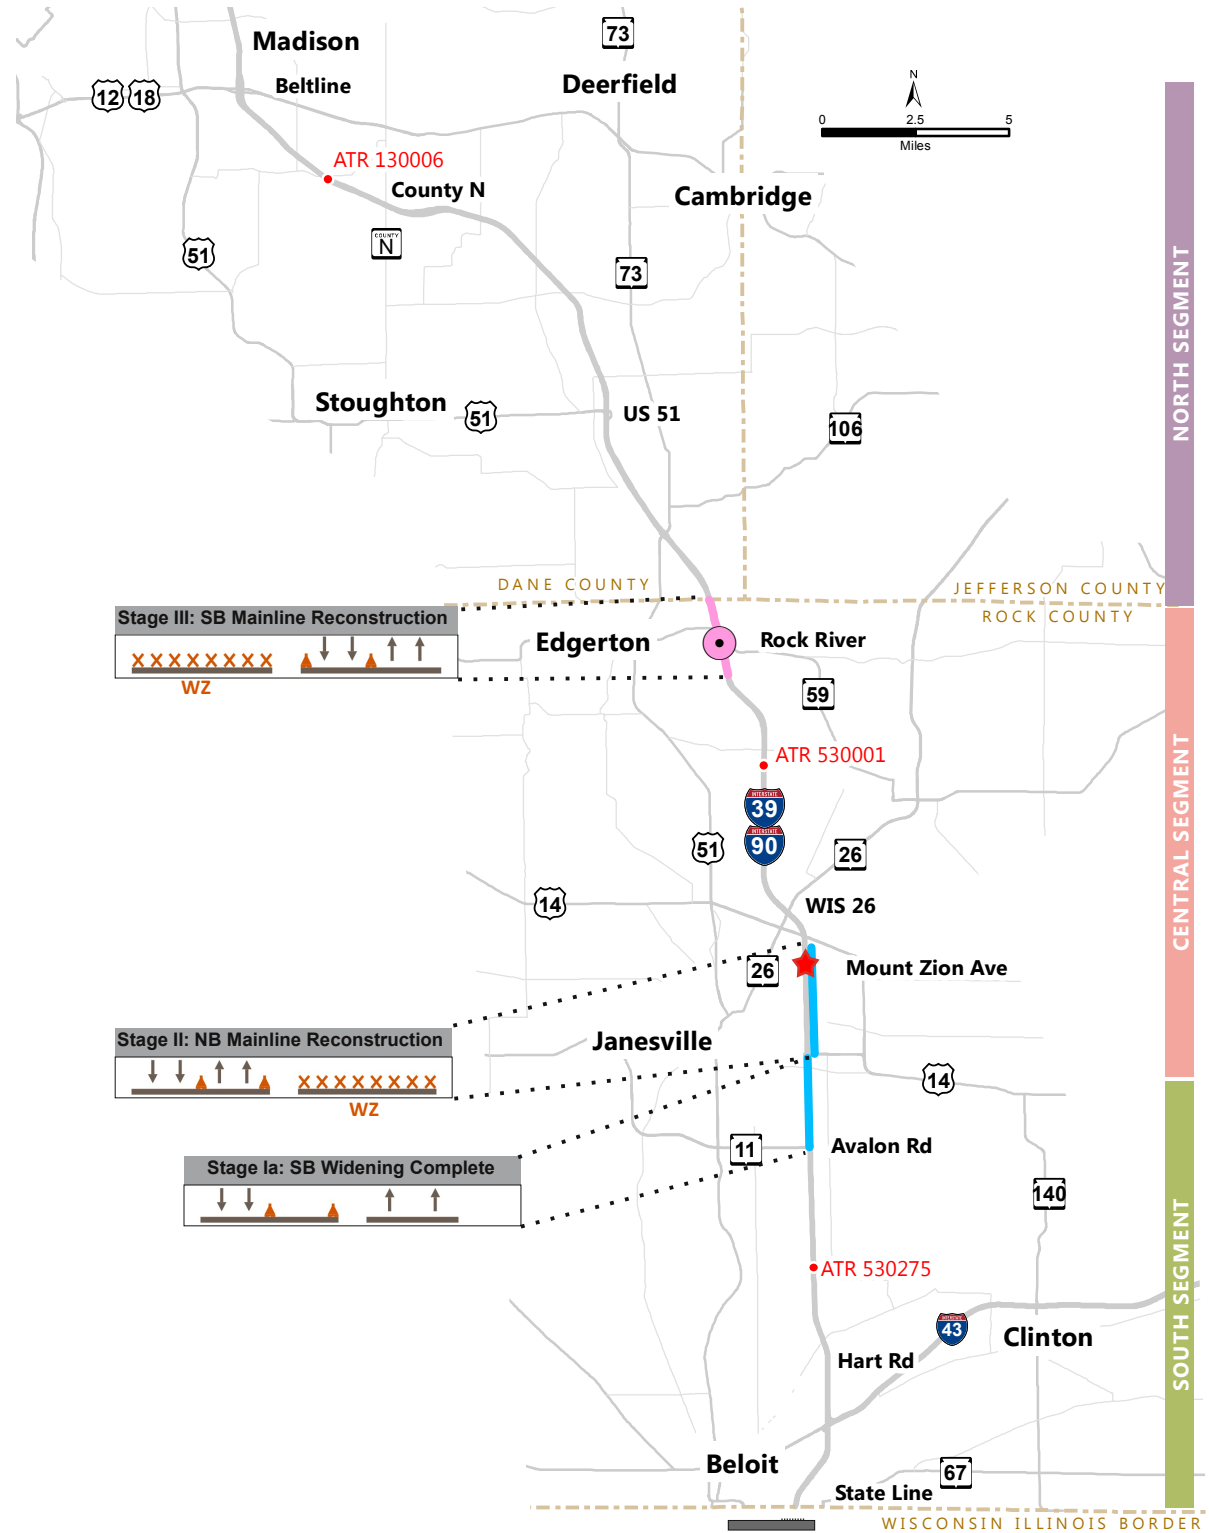 Madison
73
Beltline
Deerfield
12
18
N
0
2.5
5
Miles
ATR 130006
County N
Cambridge
COUNTY
N
51
73
NORTH SEGMENT
Stoughton
51
US 51
106
DANE COUNTY
JEFFERSON COUNTY
ROCK COUNTY
Stage III: SB Mainline Reconstruction
WZ
Edgerton
Rock River
59
ATR 530001
INTERSTATE
39
INTERSTATE
90
51
26
CENTRAL SEGMENT
14
WIS 26
26
Mount Zion Ave
Stage II: NB Mainline Reconstruction
WZ
Janesville
14
Stage Ia: SB Widening Complete
11
Avalon Rd
140
ATR 530275
SOUTH SEGMENT
INTERSTATE
43
Clinton
Hart Rd
Beloit
67
State Line
WISCONSIN ILLINOIS BORDER